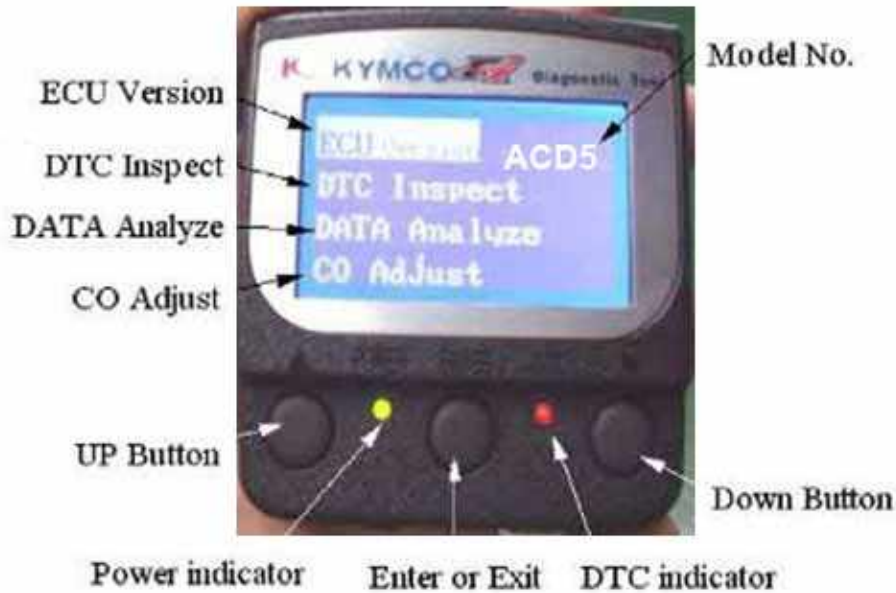 Model No.
K KYMCO Diagnostic Tool
ECU Version
ECU Version
ACD5
DTC Inspect
DTC Inspect
DATA Analyze
DATA Analyze
CO Adjust
CO AdJust
UP Button
Down Button
Power indicator
Enter or Exit
DTC indicator